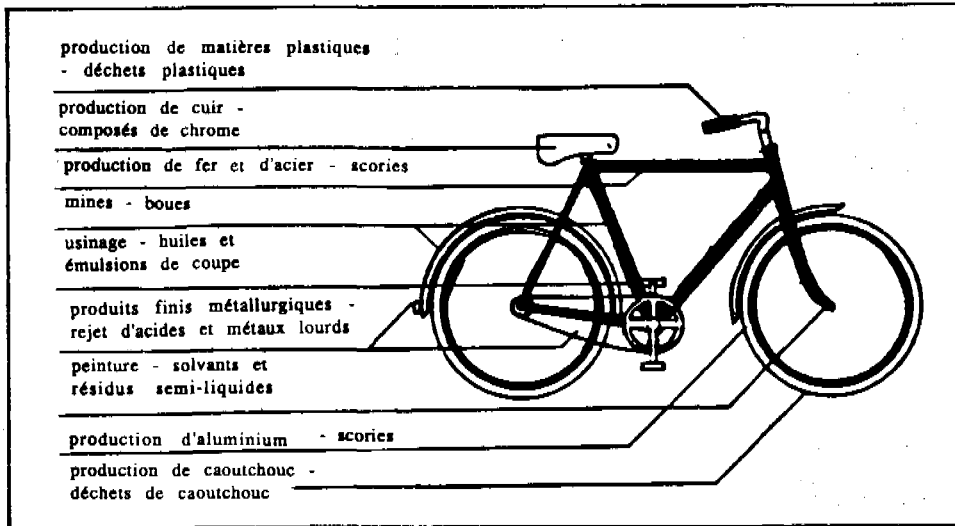 production de matières plastiques
- déchets plastiques
production de cuir -
composés de chrome
production de fer et d'acier - scories
mines - boues
usinage - huiles et
émulsions de coupe
produits finis métallurgiques -
rejet d'acides et métaux lourds
peinture - solvants et
résidus semi-liquides
production d'aluminium - scories
production de caoutchouc -
déchets de caoutchouc